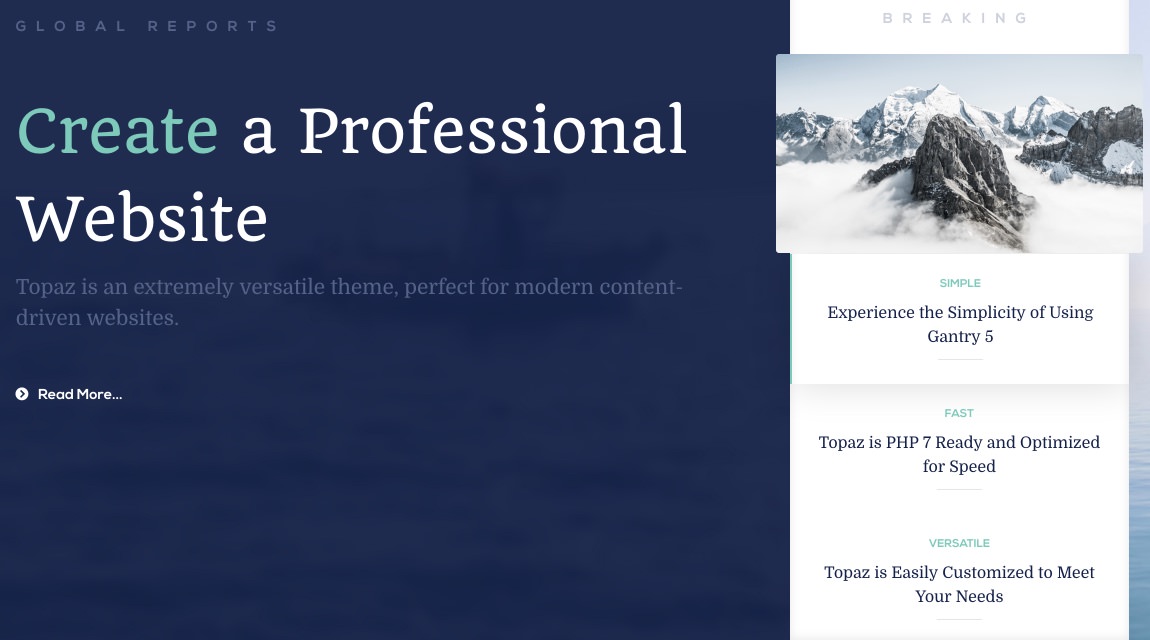 GLOBAL REPORTS
Create a Professional
Website
Topaz is an extremely versatile theme, perfect for modern content-
driven websites.
Read More...
BREAKING
SIMPLE
Experience the Simplicity of Using
Gantry 5
FAST
Topaz is PHP 7 Ready and Optimized
for Speed
VERSATILE
Topaz is Easily Customized to Meet
Your Needs